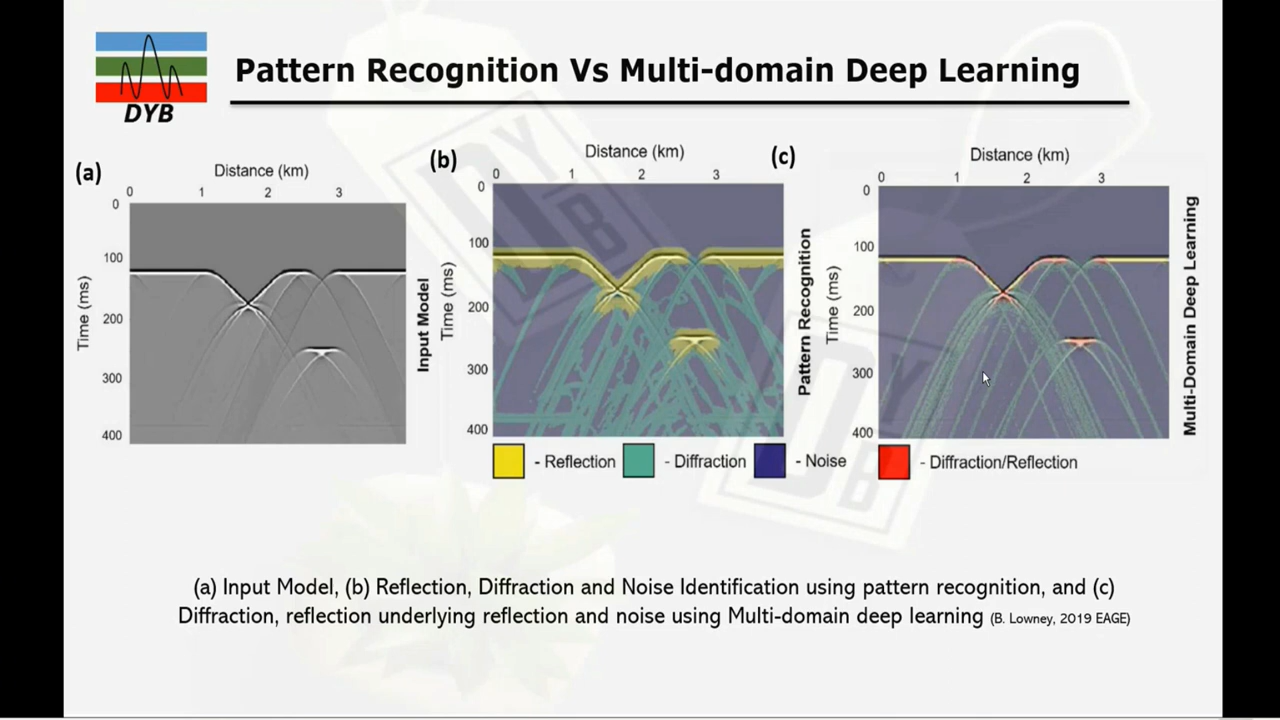 Pattern Recognition Vs Multi-domain Deep Learning
DYB
(a)
Distance (km)
0 1 2 3
0
100
200
300
400
Time (ms)
Input Model
(b)
Distance (km)
0 1 2 3
0
100
200
300
400
Time (ms)
Pattern Recognition
(c)
Distance (km)
0 1 2 3
0
100
200
300
400
Time (ms)
Multi-Domain Deep Learning
- Reflection - Diffraction - Noise - Diffraction/Reflection
(a) Input Model, (b) Reflection, Diffraction and Noise Identification using pattern recognition, and (c)
Diffraction, reflection underlying reflection and noise using Multi-domain deep learning (B. Lowney, 2019 EAGE)
DYB
DYB